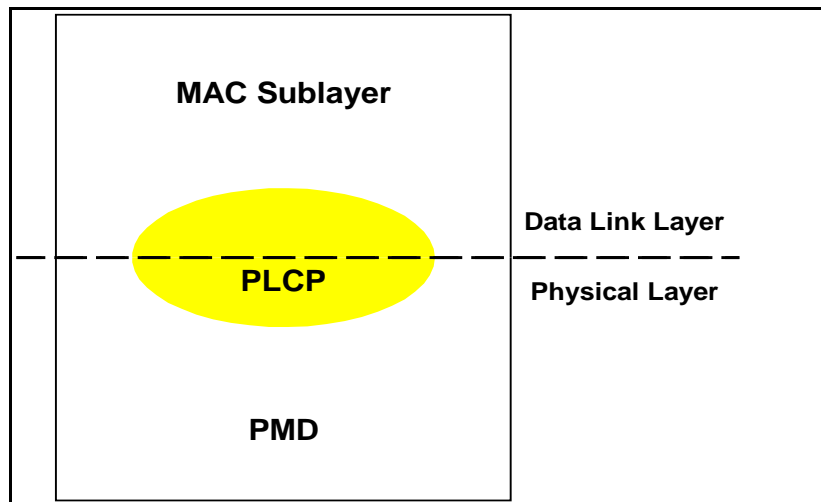 MAC Sublayer
Data Link Layer
PLCP
Physical Layer
PMD